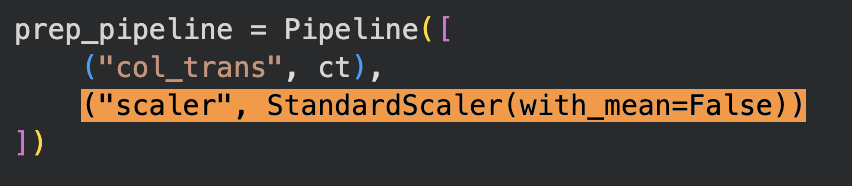 prep_pipeline = Pipeline([
    ("col_trans", ct),
    ("scaler", StandardScaler(with_mean=False))
])